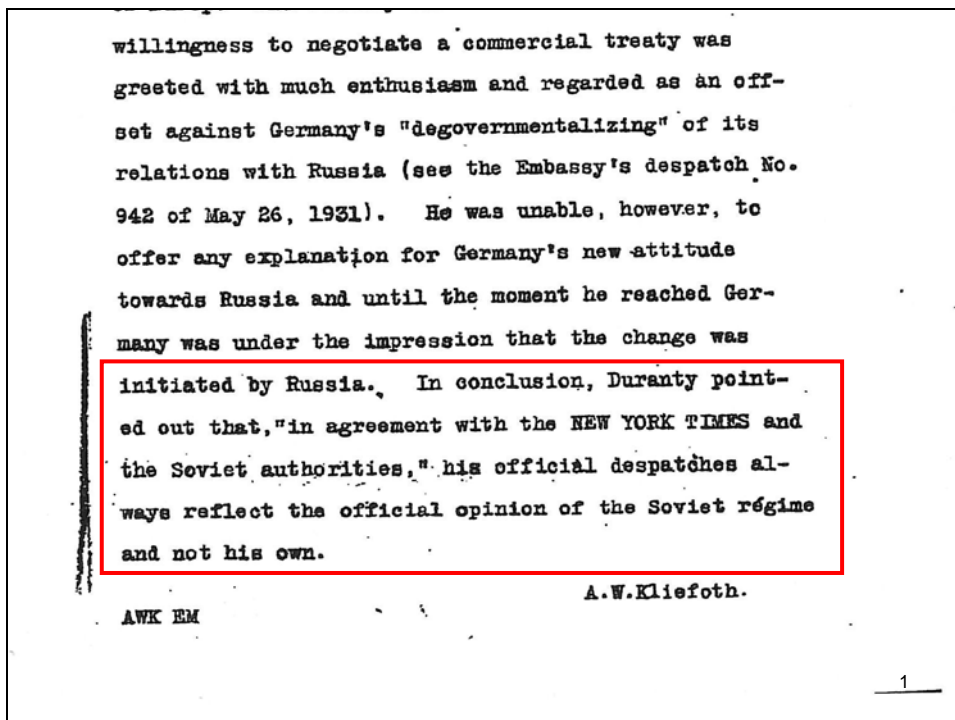 willingness to negotiate a commercial treaty was
greeted with much enthusiasm and regarded as an off-
set against Germany's "degovernmentalizing" of its
relations with Russia (see the Embassy's despatch No.
942 of May 26, 1931). He was unable, however, to
offer any explanation for Germany's new attitude
towards Russia and until the moment he reached Ger-
many was under the impression that the change was
initiated by Russia. In conclusion, Duranty point-
ed out that,"in agreement with the NEW YORK TIMES and
the Soviet authorities," his official despatches al-
ways reflect the official opinion of the Soviet régime
and not his own.
A.W.Kliefoth.
AWK EM
1